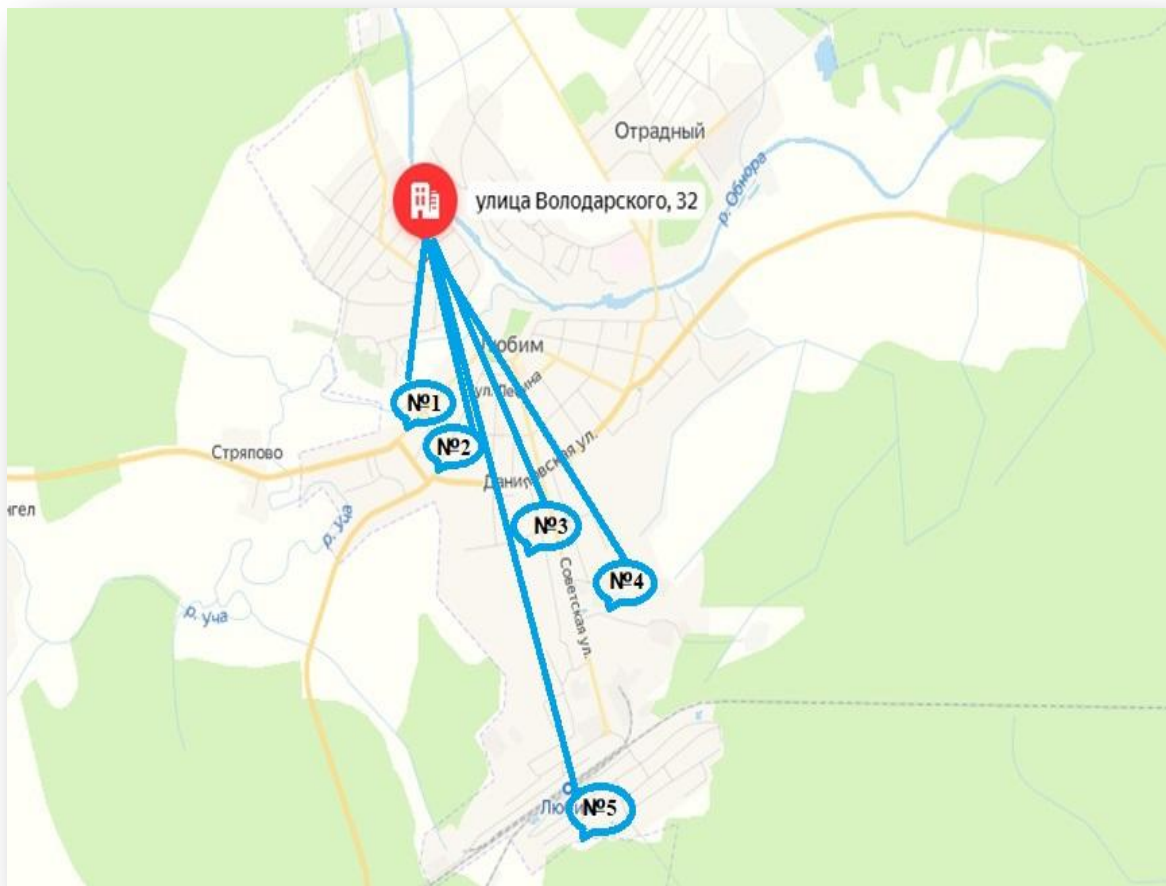 Отрадный
р. Обнора
улица Володарского, 32
Любим
ул. Ленина
№1
№2
Стряпово
Даниловская ул.
нгел
р. Уча
№3
№4
Советская ул.
р. Уча
№5